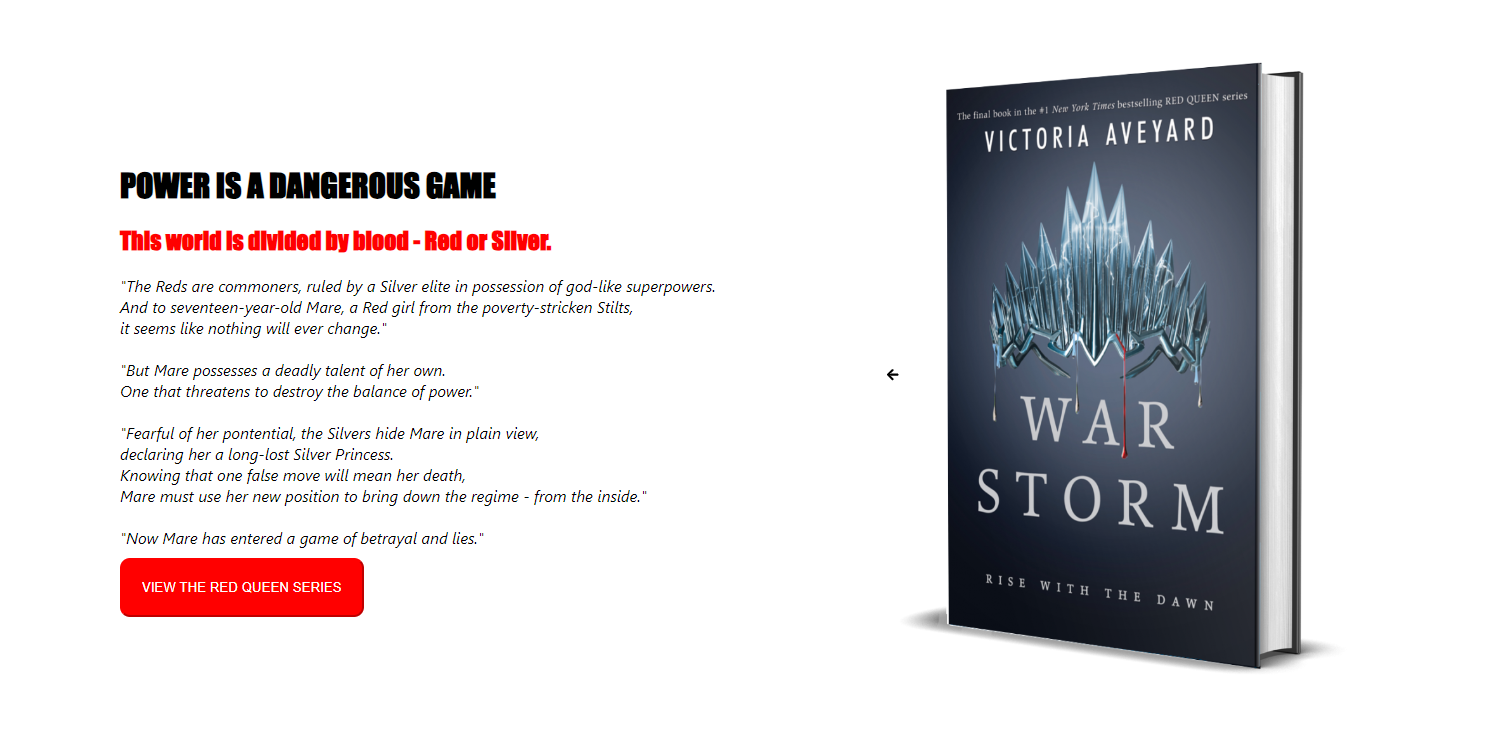 POWER IS A DANGEROUS GAME
This world is divided by blood - Red or Silver.
"The Reds are commoners, ruled by a Silver elite in possession of god-like superpowers.
And to seventeen-year-old Mare, a Red girl from the poverty-stricken Stilts,
it seems like nothing will ever change."
"But Mare possesses a deadly talent of her own.
One that threatens to destroy the balance of power."
"Fearful of her pontential, the Silvers hide Mare in plain view,
declaring her a long-lost Silver Princess.
Knowing that one false move will mean her death,
Mare must use her new position to bring down the regime - from the inside."
"Now Mare has entered a game of betrayal and lies."
VIEW THE RED QUEEN SERIES
The final book in the #1 New York Times bestselling RED QUEEN series
VICTORIA AVEYARD
WAR
STORM
RISE WITH THE DAWN